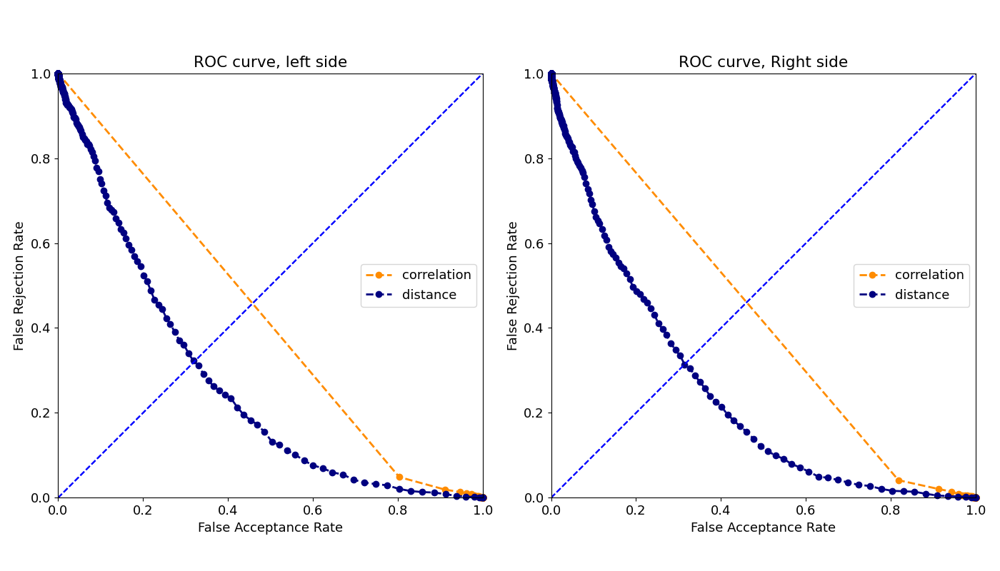 ROC curve, left side
1.0
0.8
0.6
0.4
0.2
0.0
False Rejection Rate
correlation
distance
0.0 0.2 0.4 0.6 0.8 1.0
False Acceptance Rate
ROC curve, Right side
1.0
0.8
0.6
0.4
0.2
0.0
False Rejection Rate
correlation
distance
0.0 0.2 0.4 0.6 0.8 1.0
False Acceptance Rate